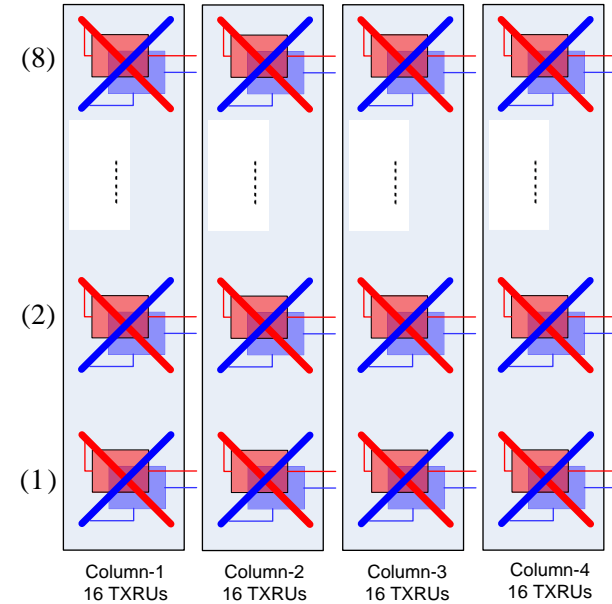 (8)
(2)
(1)
Column-1
16 TXRUs
Column-2
16 TXRUs
Column-3
16 TXRUs
Column-4
16 TXRUs